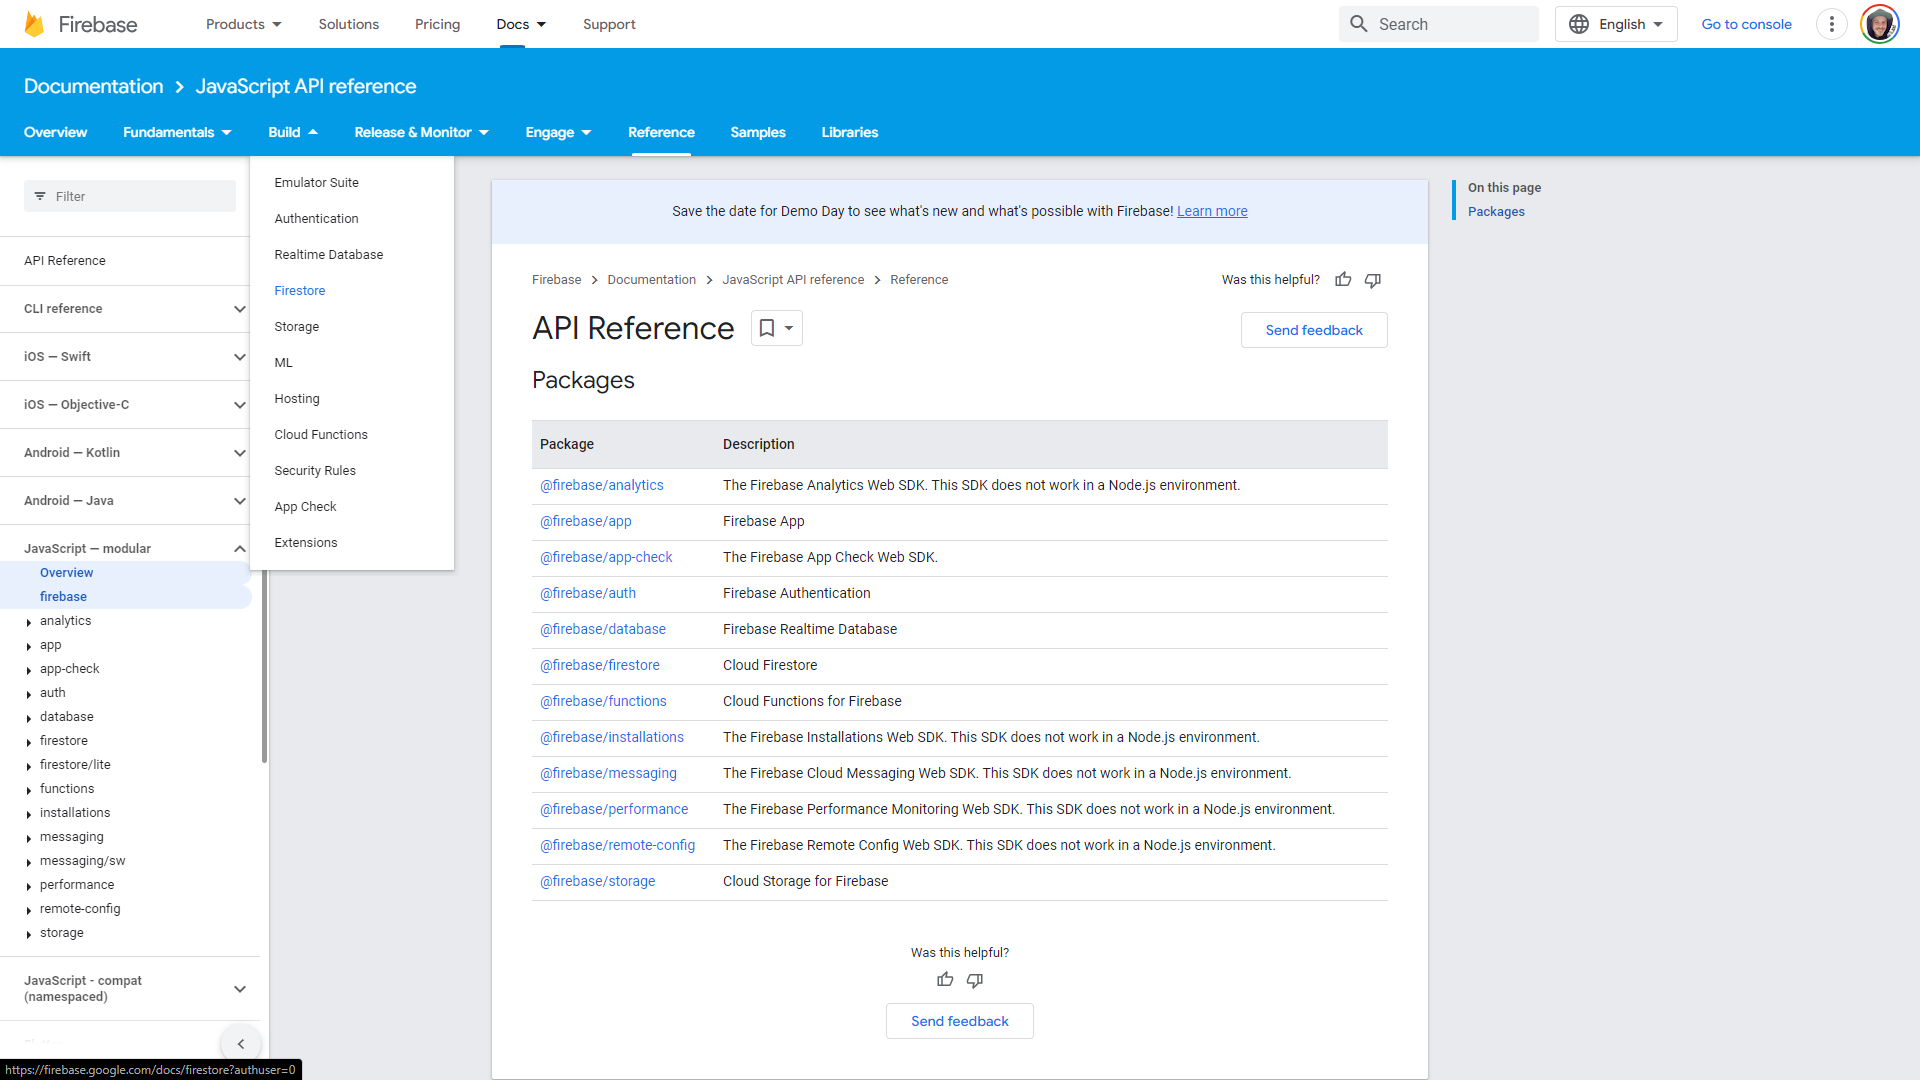 Firebase
Products
Solutions
Pricing
Docs
Support
Search
English
Go to console
Documentation
JavaScript API reference
Overview
Fundamentals
Build
Release & Monitor
Engage
Reference
Samples
Libraries
Filter
API Reference
CLI reference
iOS — Swift
iOS — Objective-C
Android — Kotlin
Android — Java
JavaScript — modular
Overview
firebase
analytics
app
app-check
auth
database
firestore
firestore/lite
functions
installations
messaging
messaging/sw
performance
remote-config
storage
JavaScript - compat
(namespaced)
Emulator Suite
Authentication
Realtime Database
Firestore
Storage
ML
Hosting
Cloud Functions
Security Rules
App Check
Extensions
Save the date for Demo Day to see what's new and what's possible with Firebase! Learn more
Firebase
Documentation
JavaScript API reference
Reference
Was this helpful?
API Reference
Send feedback
Packages
Package Description
@firebase/analytics The Firebase Analytics Web SDK. This SDK does not work in a Node.js environment.
@firebase/app Firebase App
@firebase/app-check The Firebase App Check Web SDK.
@firebase/auth Firebase Authentication
@firebase/database Firebase Realtime Database
@firebase/firestore Cloud Firestore
@firebase/functions Cloud Functions for Firebase
@firebase/installations The Firebase Installations Web SDK. This SDK does not work in a Node.js environment.
@firebase/messaging The Firebase Cloud Messaging Web SDK. This SDK does not work in a Node.js environment.
@firebase/performance The Firebase Performance Monitoring Web SDK. This SDK does not work in a Node.js environment.
@firebase/remote-config The Firebase Remote Config Web SDK. This SDK does not work in a Node.js environment.
@firebase/storage Cloud Storage for Firebase
Was this helpful?
Send feedback
On this page
Packages
https://firebase.google.com/docs/firestore?authuser=0